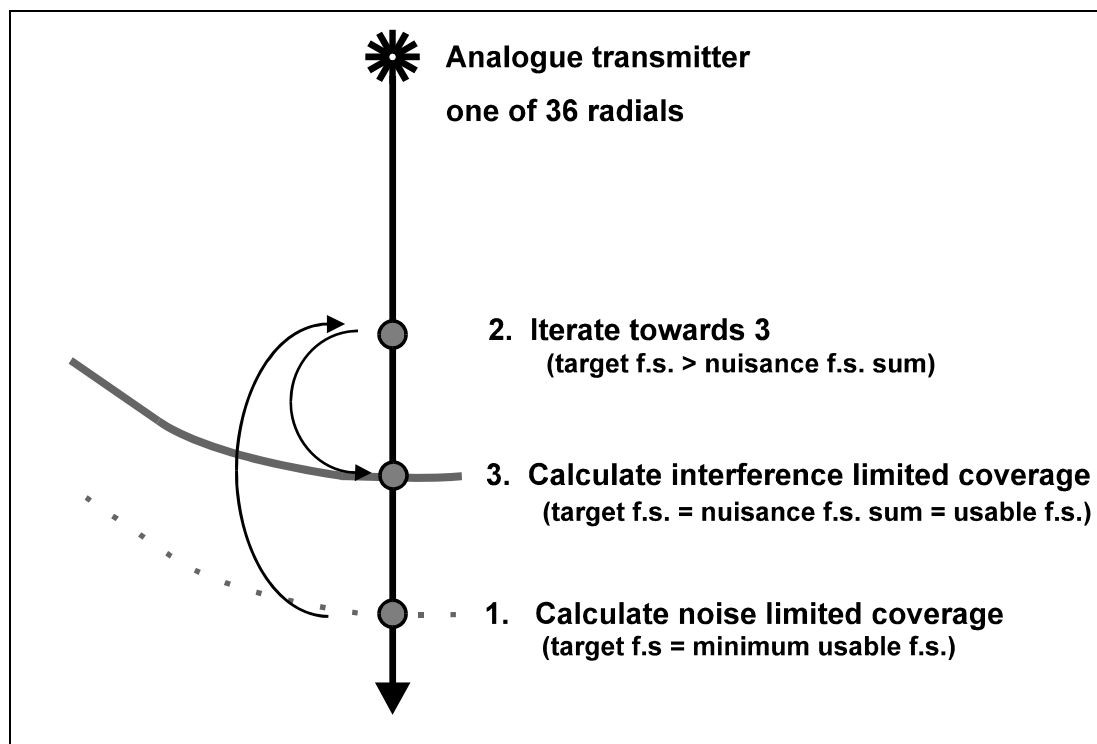 Analogue transmitter
one of 36 radials
2. Iterate towards 3
(target f.s. > nuisance f.s. sum)
3. Calculate interference limited coverage
(target f.s. = nuisance f.s. sum = usable f.s.)
1. Calculate noise limited coverage
(target f.s = minimum usable f.s.)